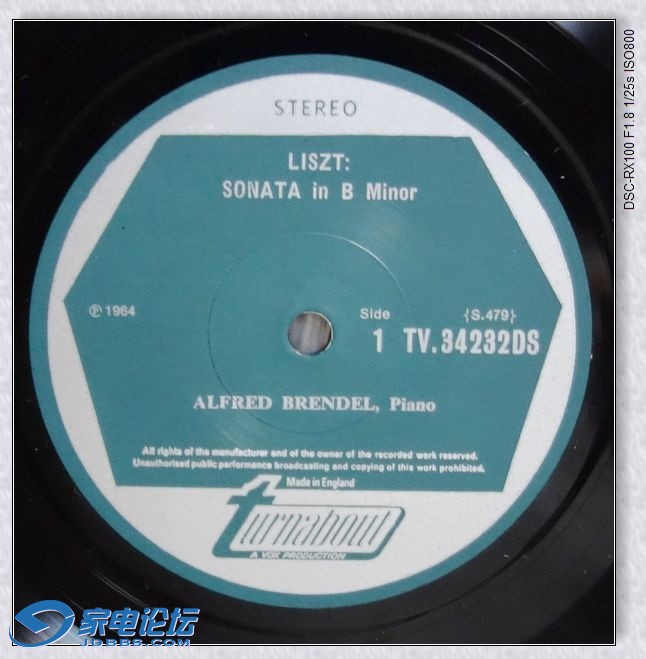 STEREO
LISZT:
SONATA in B Minor
℗ 1964
Side
1
{S.479}
TV.34232DS
ALFRED BRENDEL, Piano
All rights of the manufacturer and of the owner of the recorded work reserved.
Unauthorised public performance broadcasting and copying of this work prohibited.
Made in England
turnabout
A VOX PRODUCTION
家电论坛
JDBBS.COM
DSC-RX100 F1.8 1/25s ISO800